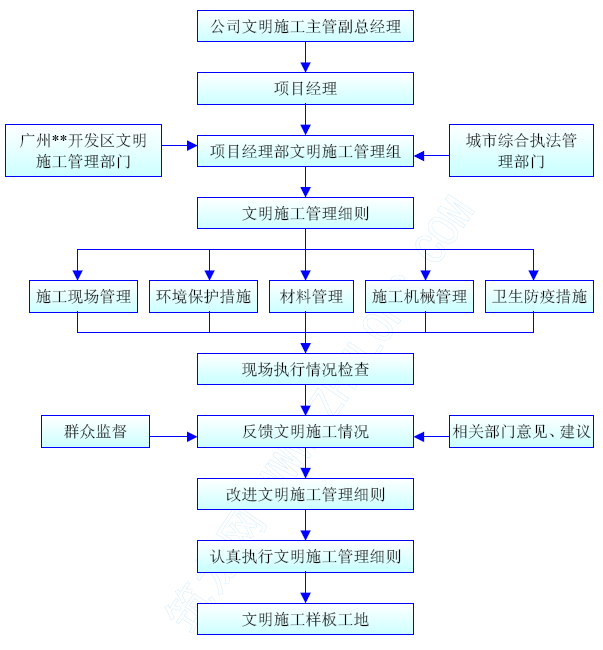 公司文明施工主管副总经理
项目经理
广州**开发区文明
施工管理部门
项目经理部文明施工管理组
城市综合执法管
理部门
文明施工管理细则
施工现场管理
环境保护措施
材料管理
施工机械管理
卫生防疫措施
现场执行情况检查
群众监督
反馈文明施工情况
相关部门意见、建议
改进文明施工管理细则
认真执行文明施工管理细则
文明施工样板工地